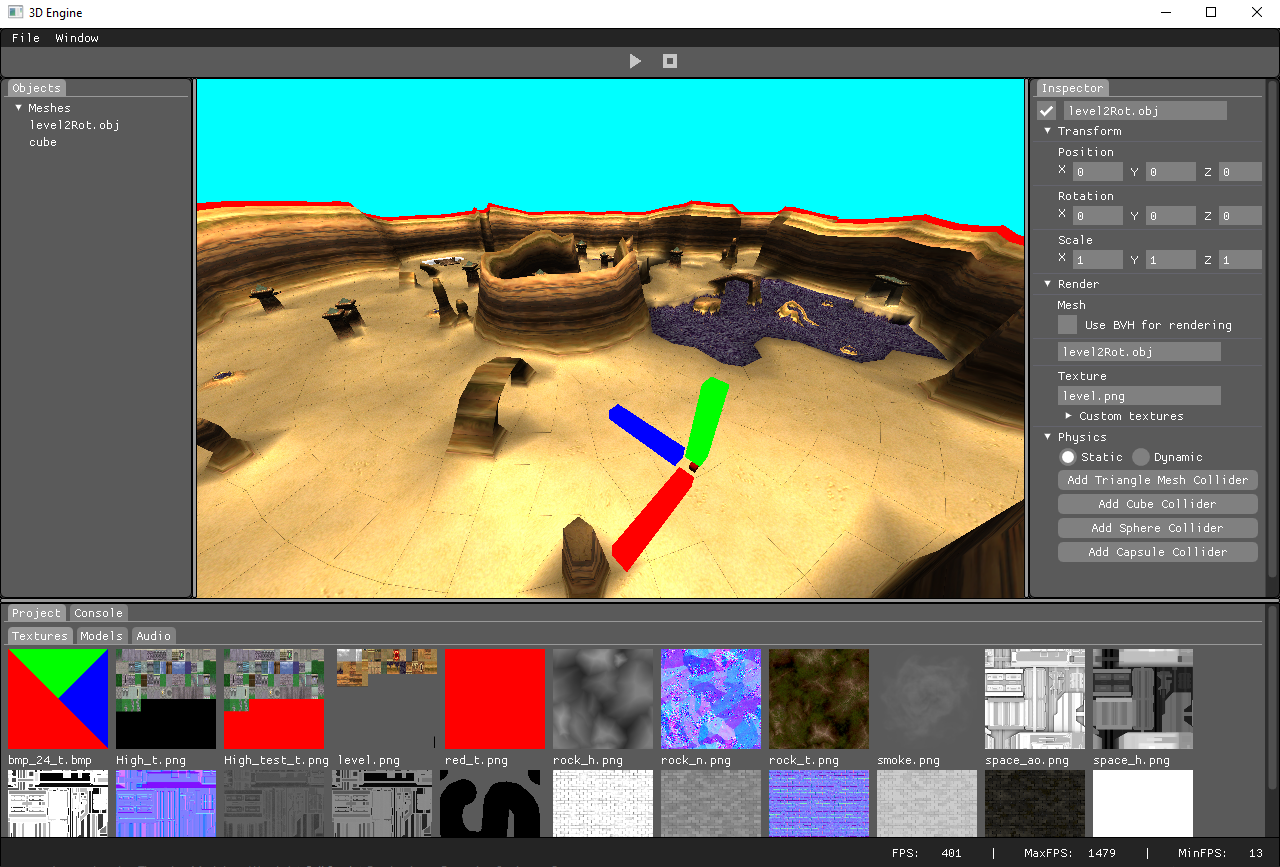 3D Engine
File Window
Objects
Meshes
level2Rot.obj
cube
Inspector
level2Rot.obj
Transform
Position
X 0 Y 0 Z 0
Rotation
X 0 Y 0 Z 0
Scale
X 1 Y 1 Z 1
Render
Mesh
Use BVH for rendering
level2Rot.obj
Texture
level.png
Custom textures
Physics
Static Dynamic
Add Triangle Mesh Collider
Add Cube Collider
Add Sphere Collider
Add Capsule Collider
Project Console
Textures Models Audio
bmp_24_t.bmp High_t.png High_test_t.png level.png red_t.png rock_h.png rock_n.png rock_t.png smoke.png space_ao.png space_h.png
FPS: 401 | MaxFPS: 1479 | MinFPS: 13